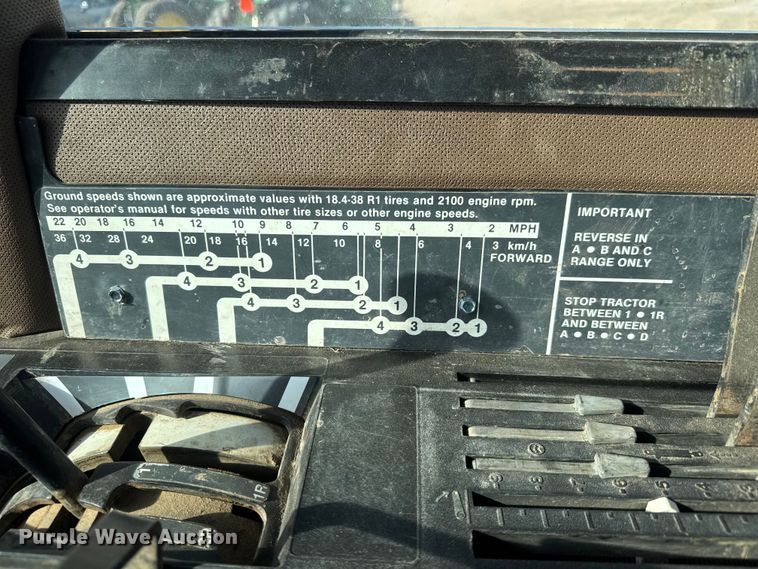 Ground speeds shown are approximate values with 18.4-38 R1 tires and 2100 engine rpm.
See operator's manual for speeds with other tire sizes or other engine speeds.
22 20 18 16 14 12 10 9 8 7 6 5 4 3 2 MPH
36 32 28 24 20 18 16 14 12 10 8 6 4 3 km/h
FORWARD
4 3 2 1
4 3 2 1
4 3 2 1
4 3 2 1
IMPORTANT
REVERSE IN
A • B AND C
RANGE ONLY
STOP TRACTOR
BETWEEN 1 • 1R
AND BETWEEN
A • B • C • D
1
1R
Purple Wave Auction